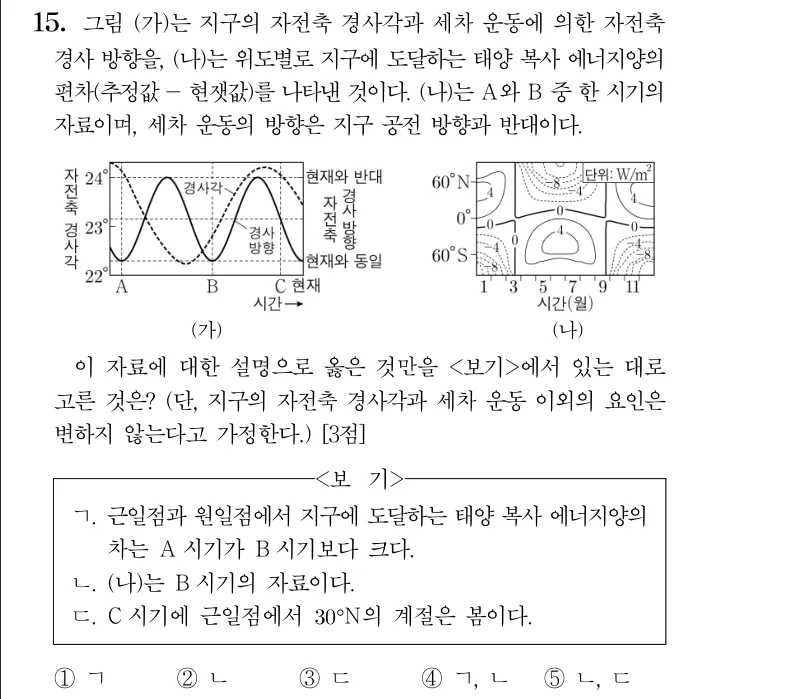 15. 그림 (가)는 지구의 자전축 경사각과 세차 운동에 의한 자전축
경사 방향을, (나)는 위도별로 지구에 도달하는 태양 복사 에너지양의
편차(추정값 − 현잿값)를 나타낸 것이다. (나)는 A와 B 중 한 시기의
자료이며, 세차 운동의 방향은 지구 공전 방향과 반대이다.
자전축 경사각
24°
23°
22°
경사각
경사
방향
현재와 반대
자전축 경사방향
현재와 동일
A B C 현재
시간→
(가)
60°N
0°
60°S
단위: W/m²
-8
-4
4
4
0
0
0
0
4
-4
-8
-4
-8
1 3 5 7 9 11
시간(월)
(나)
이 자료에 대한 설명으로 옳은 것만을 <보기>에서 있는 대로
고른 것은? (단, 지구의 자전축 경사각과 세차 운동 이외의 요인은
변하지 않는다고 가정한다.) [3점]
<보 기>
ㄱ. 근일점과 원일점에서 지구에 도달하는 태양 복사 에너지양의
차는 A 시기가 B 시기보다 크다.
ㄴ. (나)는 B 시기의 자료이다.
ㄷ. C 시기에 근일점에서 30°N의 계절은 봄이다.
① ㄱ ② ㄴ ③ ㄷ ④ ㄱ, ㄴ ⑤ ㄴ, ㄷ